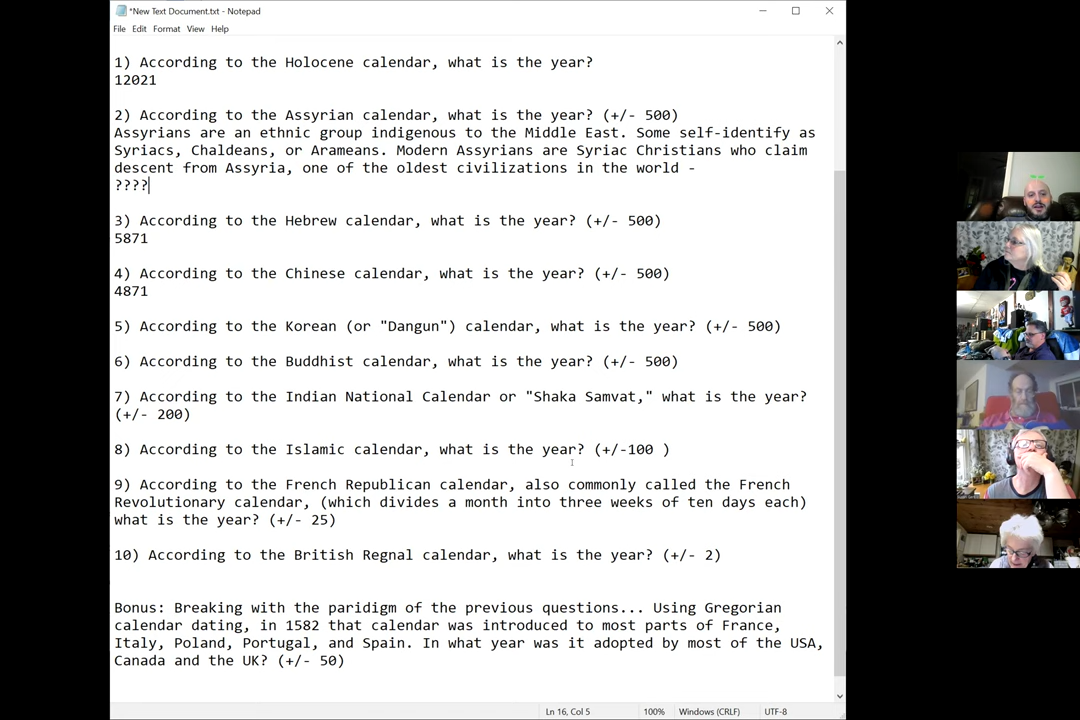 *New Text Document.txt - Notepad
File Edit Format View Help
1) According to the Holocene calendar, what is the year?
12021
2) According to the Assyrian calendar, what is the year? (+/- 500)
Assyrians are an ethnic group indigenous to the Middle East. Some self-identify as
Syriacs, Chaldeans, or Arameans. Modern Assyrians are Syriac Christians who claim
descent from Assyria, one of the oldest civilizations in the world -
????
3) According to the Hebrew calendar, what is the year? (+/- 500)
5871
4) According to the Chinese calendar, what is the year? (+/- 500)
4871
5) According to the Korean (or "Dangun") calendar, what is the year? (+/- 500)
6) According to the Buddhist calendar, what is the year? (+/- 500)
7) According to the Indian National Calendar or "Shaka Samvat," what is the year?
(+/- 200)
8) According to the Islamic calendar, what is the year? (+/-100 )
9) According to the French Republican calendar, also commonly called the French
Revolutionary calendar, (which divides a month into three weeks of ten days each)
what is the year? (+/- 25)
10) According to the British Regnal calendar, what is the year? (+/- 2)
Bonus: Breaking with the paridigm of the previous questions... Using Gregorian
calendar dating, in 1582 that calendar was introduced to most parts of France,
Italy, Poland, Portugal, and Spain. In what year was it adopted by most of the USA,
Canada and the UK? (+/- 50)
Ln 16, Col 5 100% Windows (CRLF) UTF-8